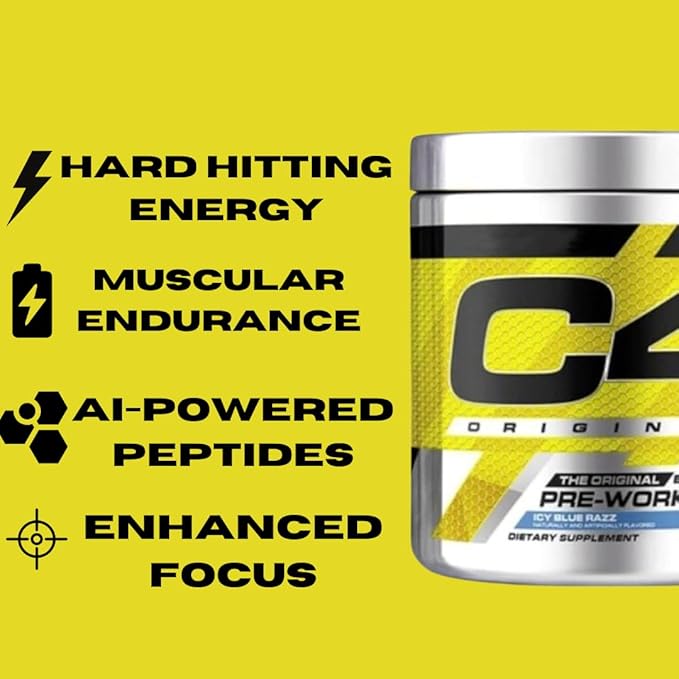 HARD HITTING
ENERGY
MUSCULAR
ENDURANCE
AI-POWERED
PEPTIDES
ENHANCED
FOCUS
C4
ORIGIN
THE ORIGINAL
PRE-WORK
ICY BLUE RAZZ
NATURALLY AND ARTIFICIALLY FLAVORED
DIETARY SUPPLEMENT